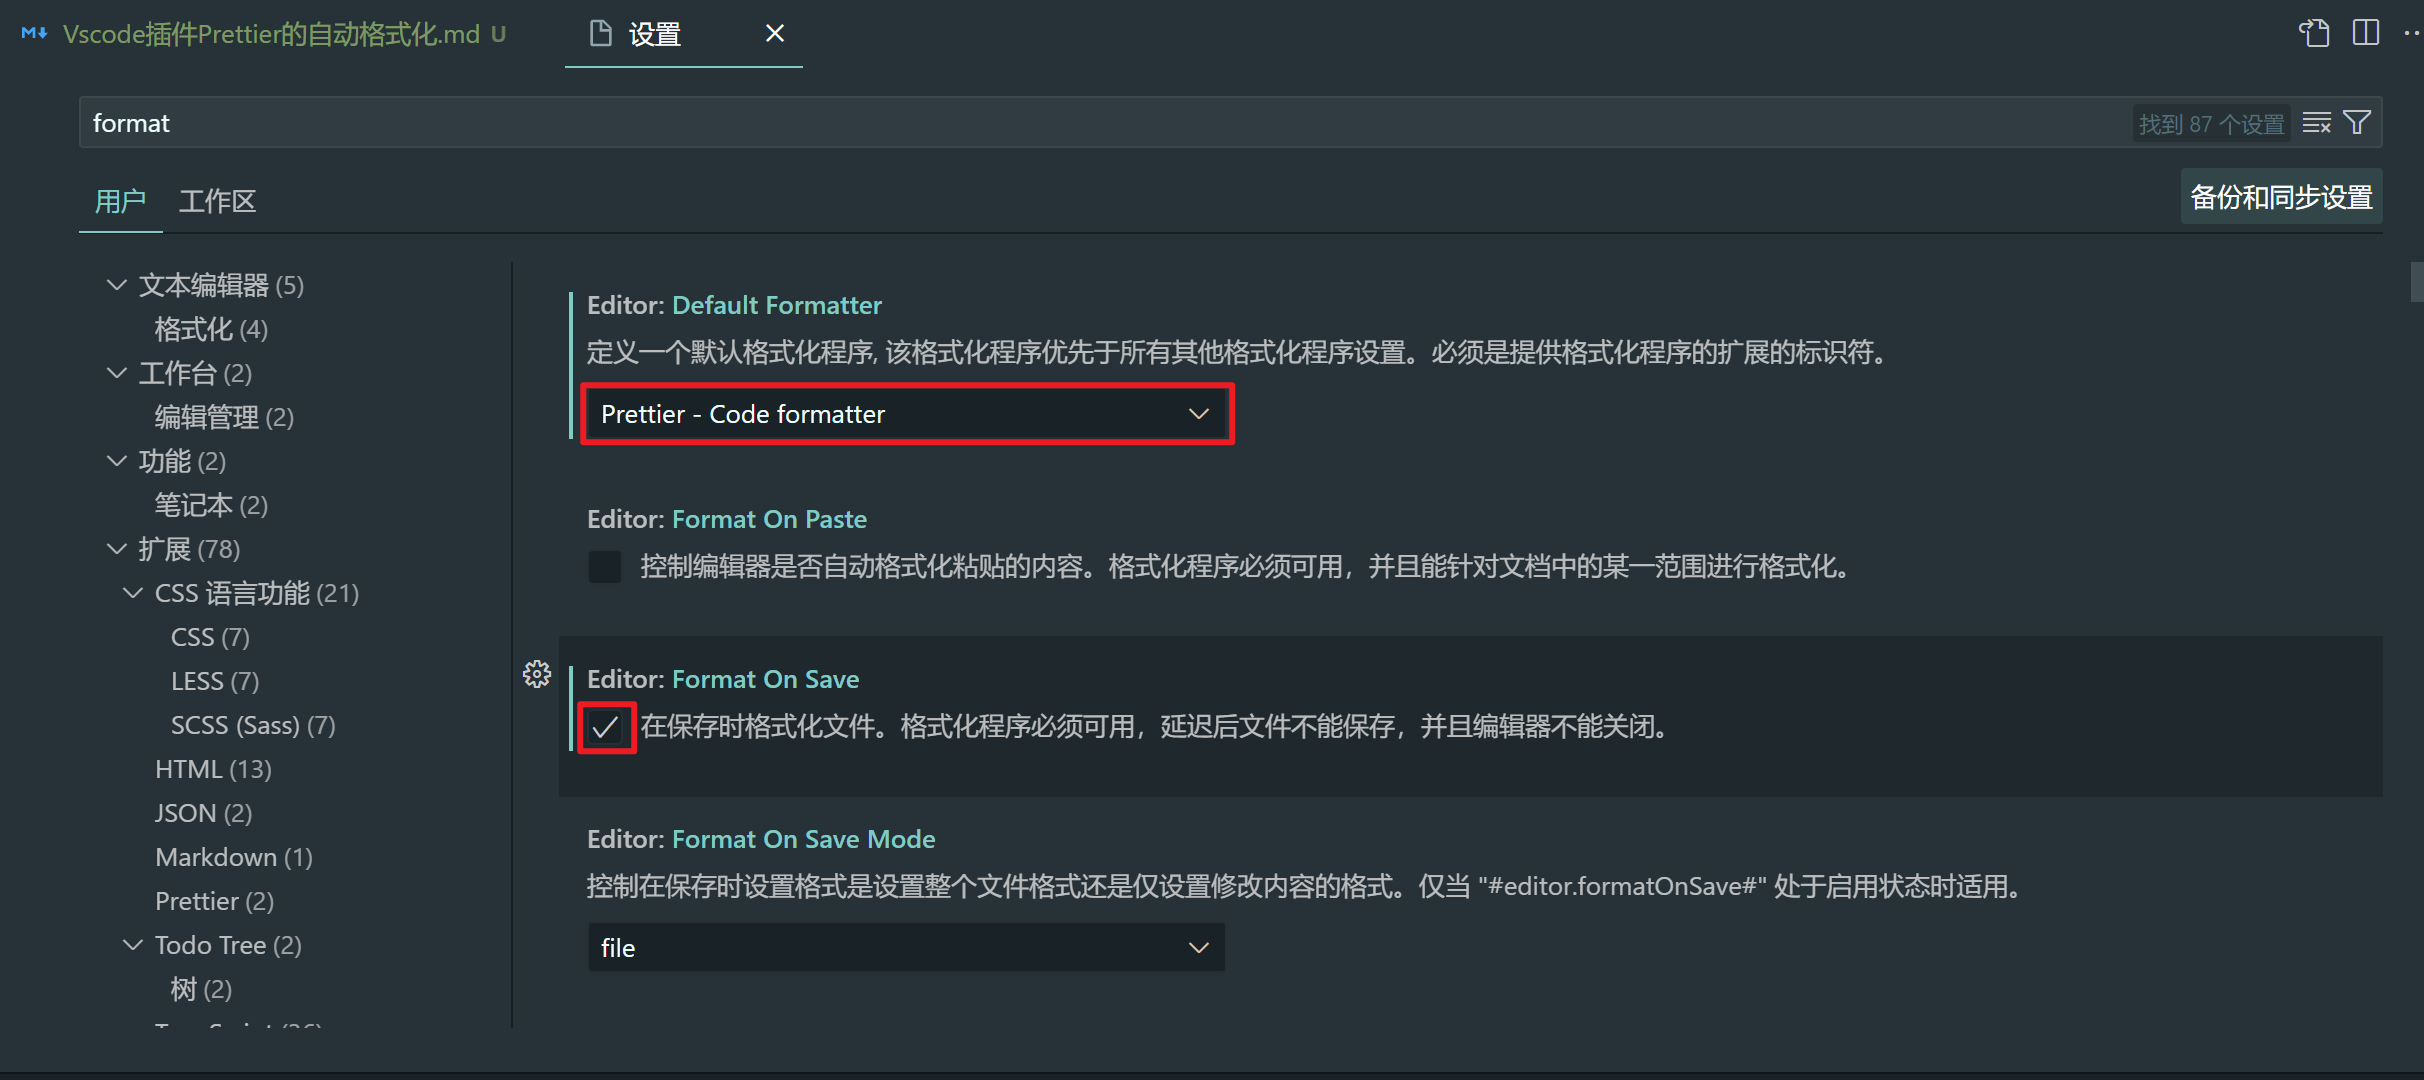 Vscode插件Prettier的自动格式化.md U
设置
format
找到 87 个设置
用户
工作区
备份和同步设置
文本编辑器 (5)
格式化 (4)
工作台 (2)
编辑管理 (2)
功能 (2)
笔记本 (2)
扩展 (78)
CSS 语言功能 (21)
CSS (7)
LESS (7)
SCSS (Sass) (7)
HTML (13)
JSON (2)
Markdown (1)
Prettier (2)
Todo Tree (2)
树 (2)
Editor: Default Formatter
定义一个默认格式化程序, 该格式化程序优先于所有其他格式化程序设置。必须是提供格式化程序的扩展的标识符。
Prettier - Code formatter
Editor: Format On Paste
控制编辑器是否自动格式化粘贴的内容。格式化程序必须可用，并且能针对文档中的某一范围进行格式化。
Editor: Format On Save
在保存时格式化文件。格式化程序必须可用，延迟后文件不能保存，并且编辑器不能关闭。
Editor: Format On Save Mode
控制在保存时设置格式是设置整个文件格式还是仅设置修改内容的格式。仅当 "#editor.formatOnSave#" 处于启用状态时适用。
file